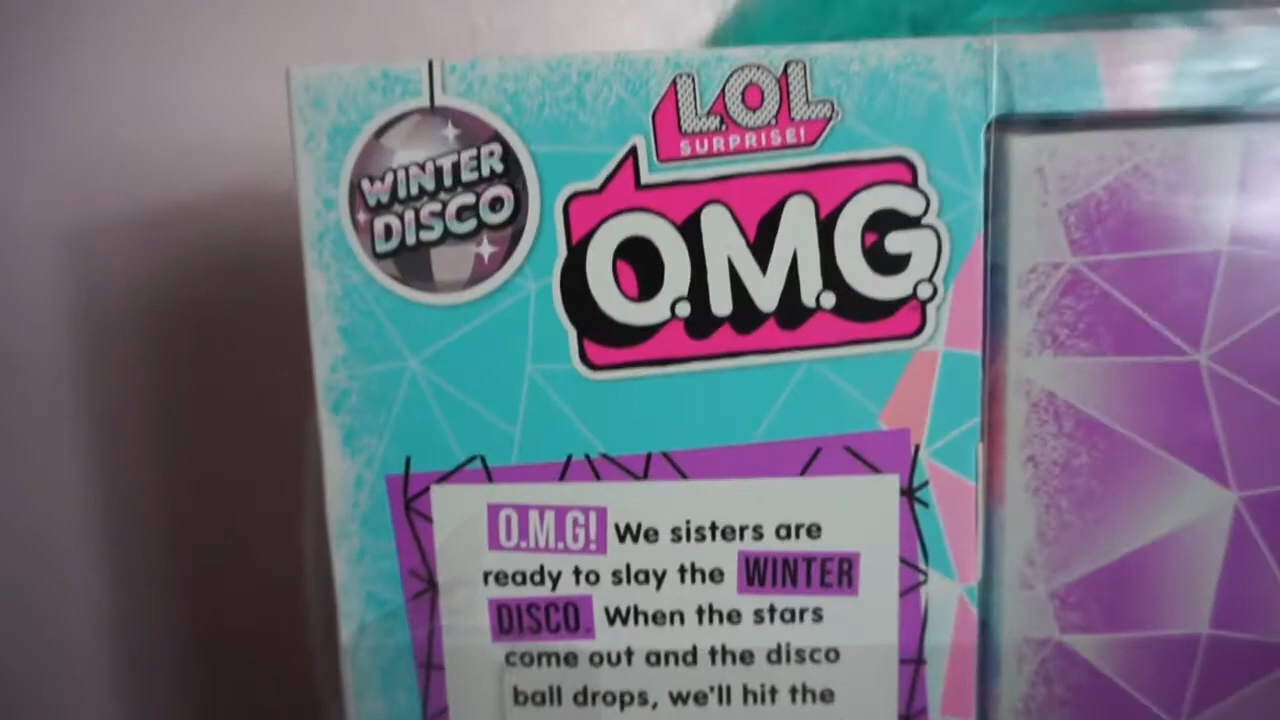 WINTER
DISCO
L.O.L.
SURPRISE!
O.M.G.
O.M.G! We sisters are
ready to slay the WINTER
DISCO. When the stars
come out and the disco
ball drops, we'll hit the